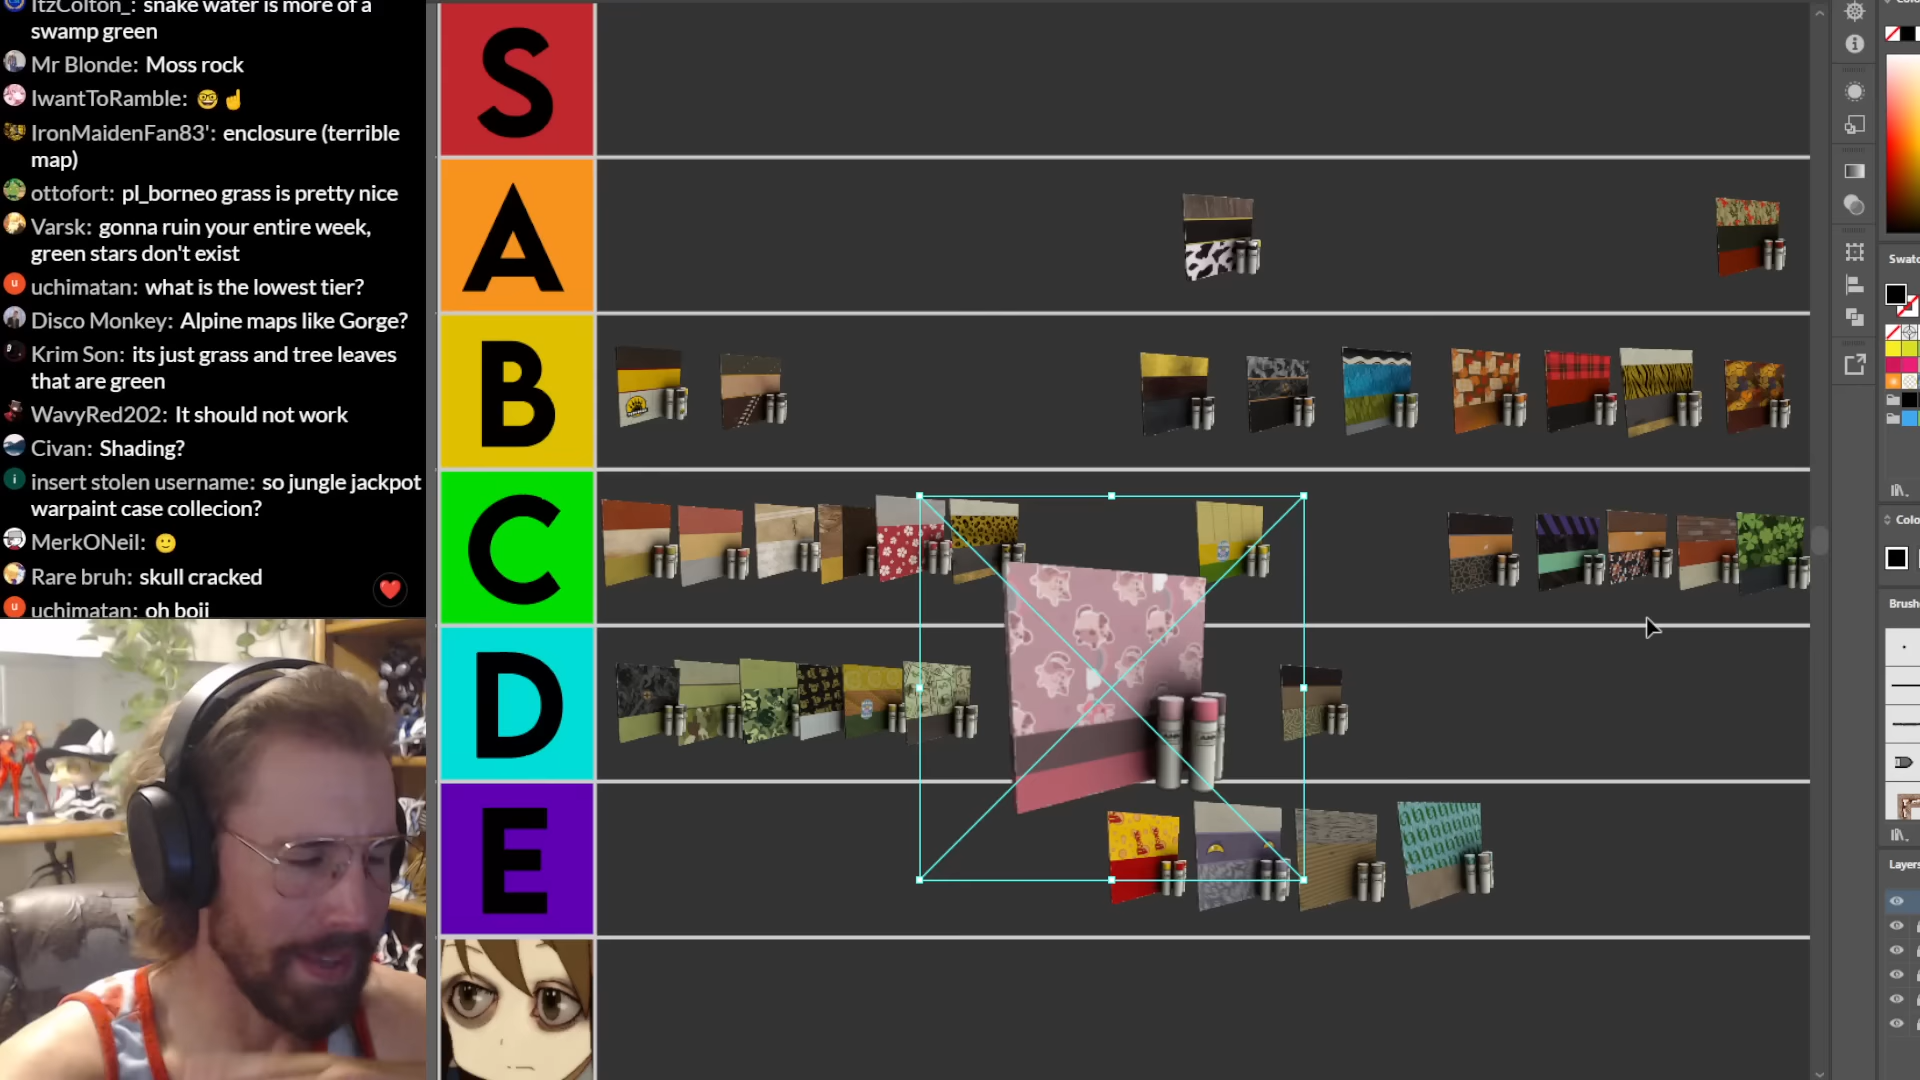 ItzColton_: snake water is more of a
swamp green
Mr Blonde: Moss rock
IwantToRamble: 🤓☝️
IronMaidenFan83': enclosure (terrible
map)
ottofort: pl_borneo grass is pretty nice
Varsk: gonna ruin your entire week,
green stars don't exist
uchimatan: what is the lowest tier?
Disco Monkey: Alpine maps like Gorge?
Krim Son: its just grass and tree leaves
that are green
WavyRed202: It should not work
Civan: Shading?
insert stolen username: so jungle jackpot
warpaint case collecion?
MerkONeil: 🙂
Rare bruh: skull cracked
uchimatan: oh boii
S
A
B
C
D
E
Swatc
Colo
Brushe
Layers